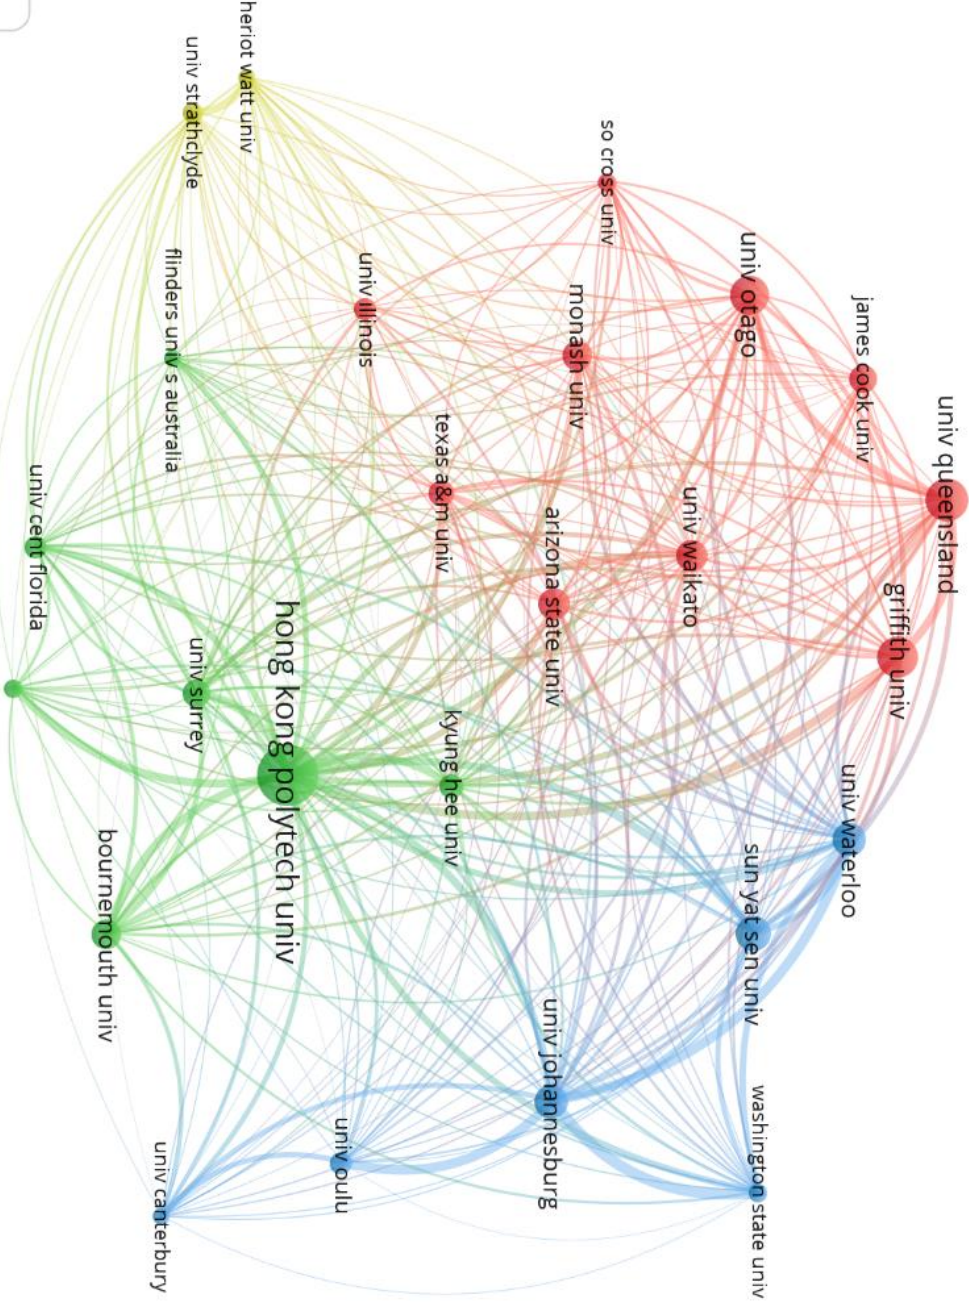 univ queensland
griffith univ
james cook univ
univ waterloo
univ otago
sun yat sen univ
washington state univ
univ waikato
so cross univ
monash univ
arizona state univ
univ johannesburg
texas a&m univ
kyung hee univ
univ illinois
univ oulu
hong kong polytech univ
heriot watt univ
univ strathclyde
univ surrey
flinders univ s australia
univ canterbury
bournemouth univ
univ cent florida